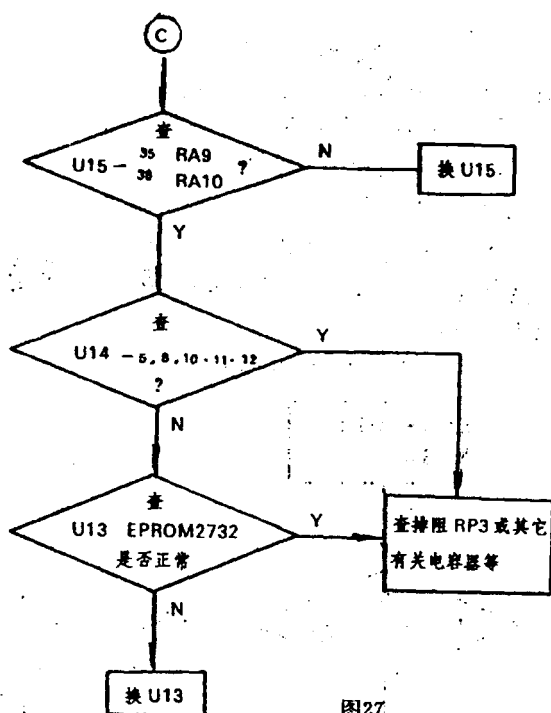 C
查
U15 - 35 RA9 ?
38 RA10
N
换 U15
Y
查
U14 - 5, 8, 10·11·12
?
Y
N
查
U13 EPROM2732
是否正常
Y
查排阻 RP3 或其它
有关电容器等
N
换 U13
图27